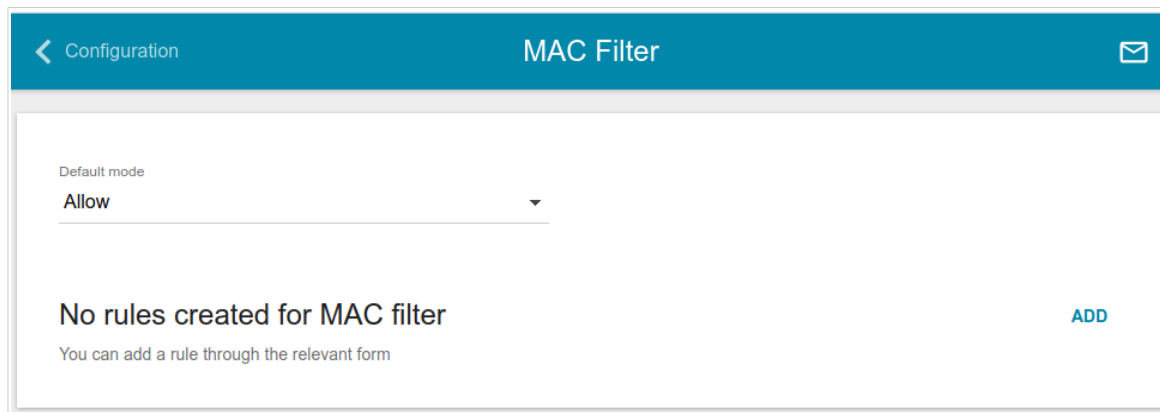 Configuration
MAC Filter
Default mode
Allow
No rules created for MAC filter
ADD
You can add a rule through the relevant form